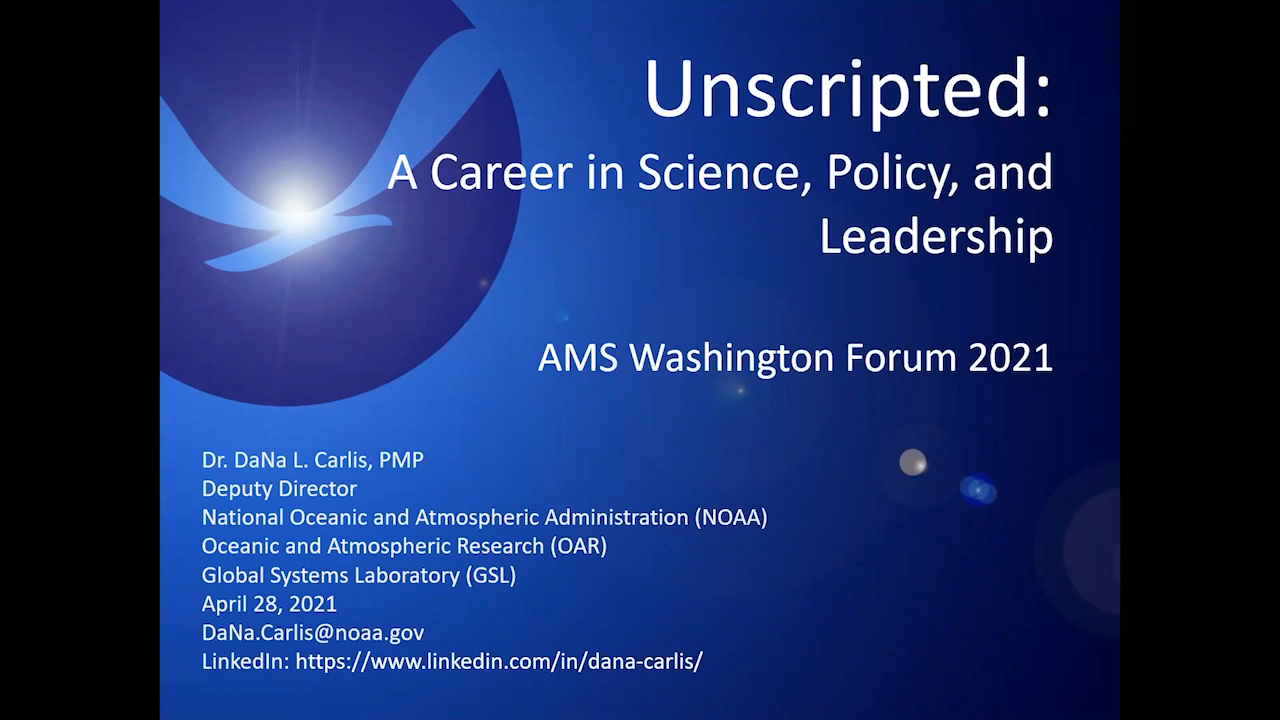 Unscripted:
A Career in Science, Policy, and
Leadership
AMS Washington Forum 2021
Dr. DaNa L. Carlis, PMP
Deputy Director
National Oceanic and Atmospheric Administration (NOAA)
Oceanic and Atmospheric Research (OAR)
Global Systems Laboratory (GSL)
April 28, 2021
DaNa.Carlis@noaa.gov
LinkedIn: https://www.linkedin.com/in/dana-carlis/